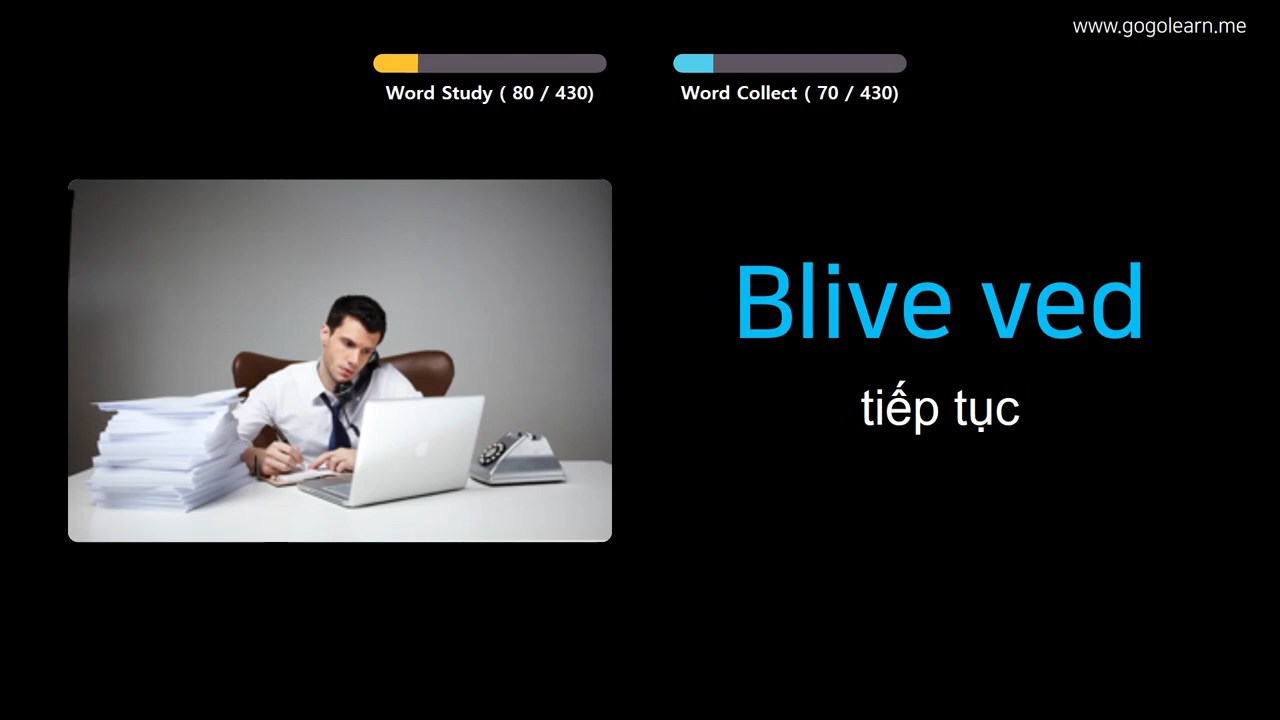 www.gogolearn.me
Word Study ( 80 / 430)
Word Collect ( 70 / 430)
Blive ved
tiếp tục